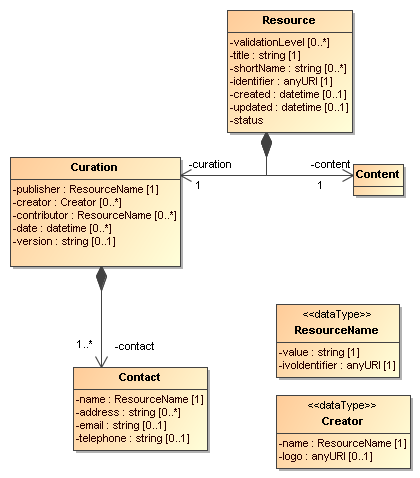 Resource
-validationLevel [0..*]
-title : string [1]
-shortName : string [0..*]
-identifier : anyURI [1]
-created : datetime [0..1]
-updated : datetime [0..1]
-status
-curation
1
-content
1
Content
Curation
-publisher : ResourceName [1]
-creator : Creator [0..*]
-contributor : ResourceName [0..*]
-date : datetime [0..*]
-version : string [0..1]
1..*
-contact
Contact
-name : ResourceName [1]
-address : string [0..*]
-email : string [0..1]
-telephone : string [0..1]
<<dataType>>
ResourceName
-value : string [1]
-ivoIdentifier : anyURI [1]
<<dataType>>
Creator
-name : ResourceName [1]
-logo : anyURI [0..1]